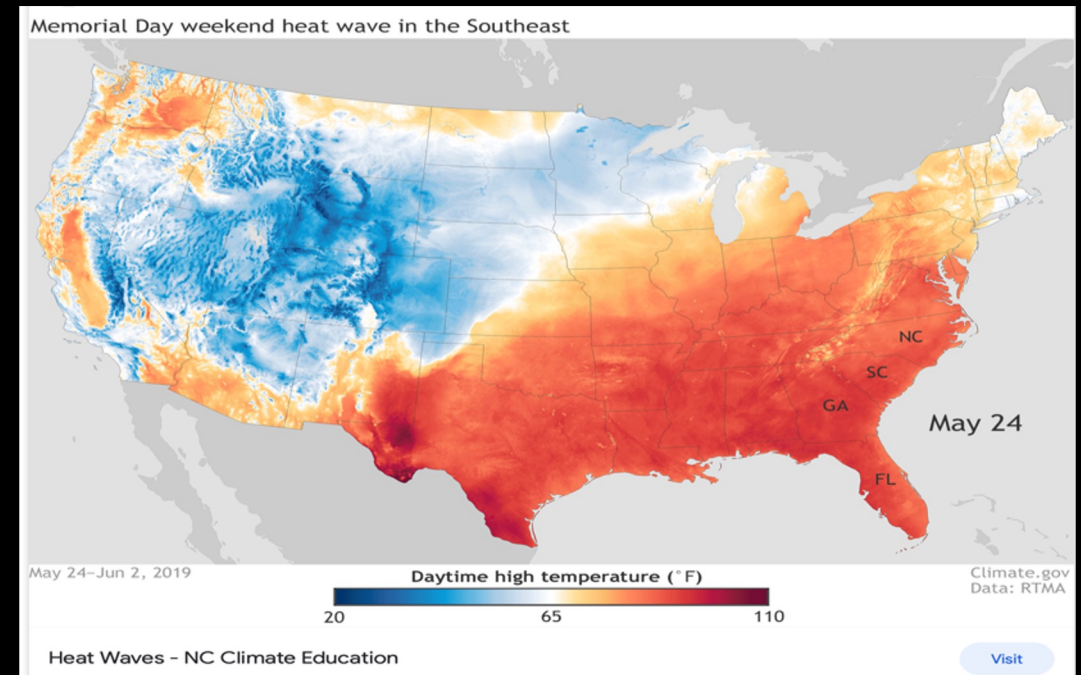 Memorial Day weekend heat wave in the Southeast
NC
SC
GA
May 24
FL
May 24–Jun 2, 2019
Daytime high temperature (°F)
Climate.gov
Data: RTMA
20 65 110
Heat Waves - NC Climate Education
Visit